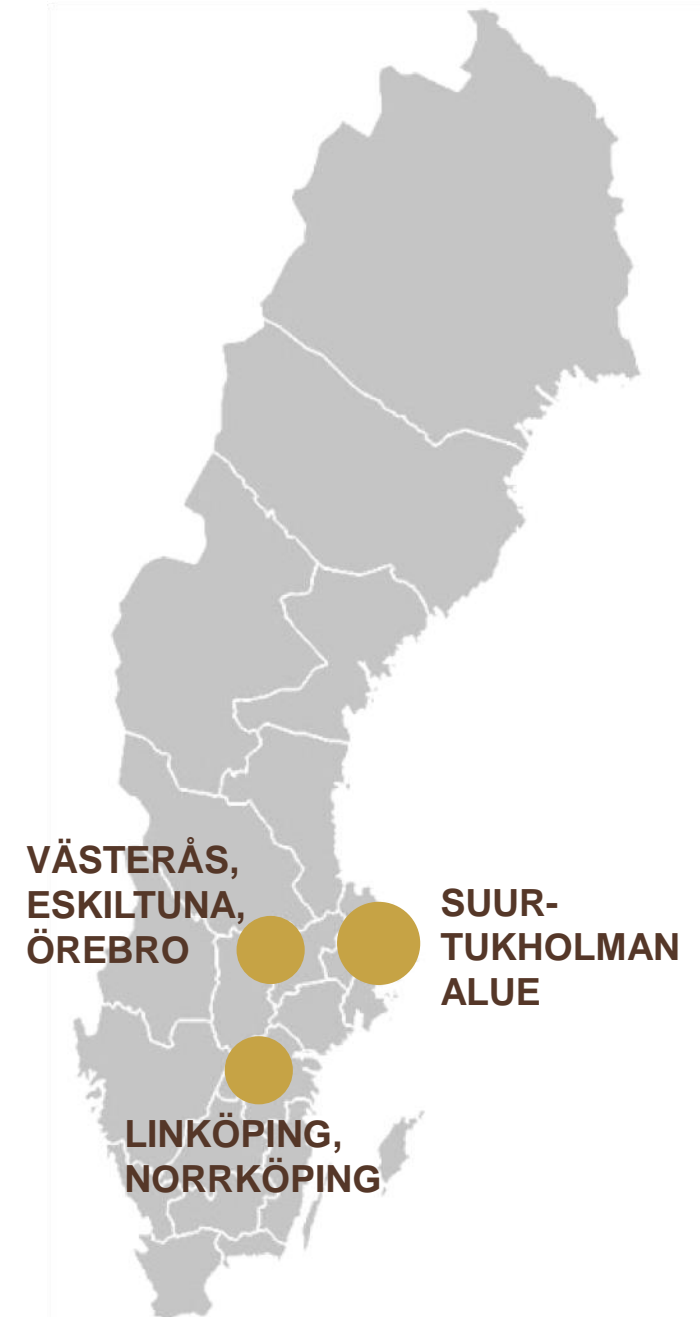 VÄSTERÅS,
ESKILTUNA,
ÖREBRO
SUUR-
TUKHOLMAN
ALUE
LINKÖPING,
NORRKÖPING